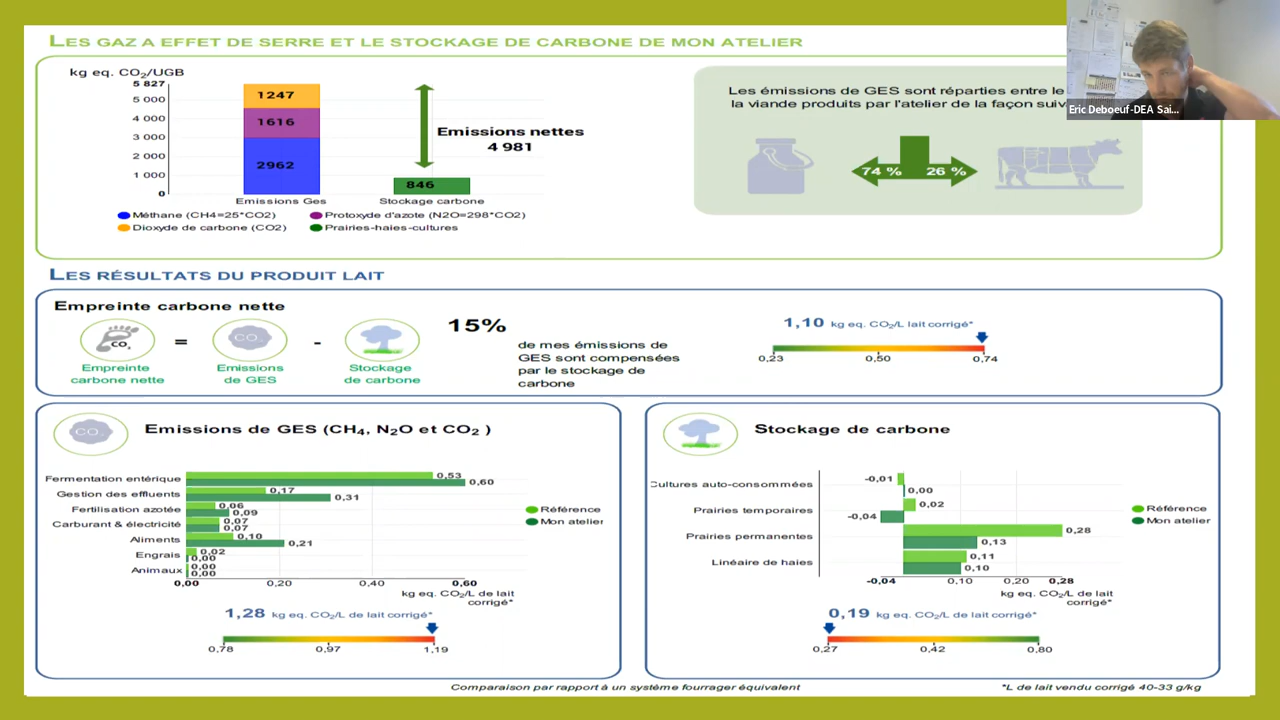 LES GAZ A EFFET DE SERRE ET LE STOCKAGE DE CARBONE DE MON ATELIER
kg eq. CO₂/UGB
5 827
5 000
4 000
3 000
2 000
1 000
0
1247
1616
2962
846
Emissions nettes
4 981
Emissions Ges
Stockage carbone
Méthane (CH4=25*CO2)
Protoxyde d'azote (N2O=298*CO2)
Dioxyde de carbone (CO2)
Prairies-haies-cultures
Les émissions de GES sont réparties entre le
la viande produits par l'atelier de la façon
74 %
26 %
Eric Deboeuf-DEA Sai...
LES RÉSULTATS DU PRODUIT LAIT
Empreinte carbone nette
CO₂
=
CO₂
-
Empreinte
carbone nette
Emissions
de GES
Stockage
de carbone
15%
de mes émissions de
GES sont compensées
par le stockage de
carbone
1,10 kg eq. CO₂/L lait corrigé*
0,23
0,50
0,74
CO₂
Emissions de GES (CH₄, N₂O et CO₂ )
Fermentation entérique
0,53
0,60
Gestion des effluents
0,17
0,31
Fertilisation azotée
0,06
0,09
Carburant & électricité
0,07
0,07
Aliments
0,10
0,21
Engrais
0,02
0,00
Animaux
0,00
0,00
0,00
0,20
0,40
0,60
kg eq. CO₂/L de lait
corrigé*
Référence
Mon atelier
1,28 kg eq. CO₂/L de lait corrigé*
0,78
0,97
1,19
Stockage de carbone
Cultures auto-consommées
-0,01
0,00
Prairies temporaires
0,02
-0,04
Prairies permanentes
0,28
0,13
Linéaire de haies
0,11
0,10
-0,04
0,10
0,20
0,28
kg eq. CO₂/L de lait
corrigé*
Référence
Mon atelier
0,19 kg eq. CO₂/L de lait corrigé*
0,27
0,42
0,80
Comparaison par rapport à un système fourrager équivalent
*L de lait vendu corrigé 40-33 g/kg